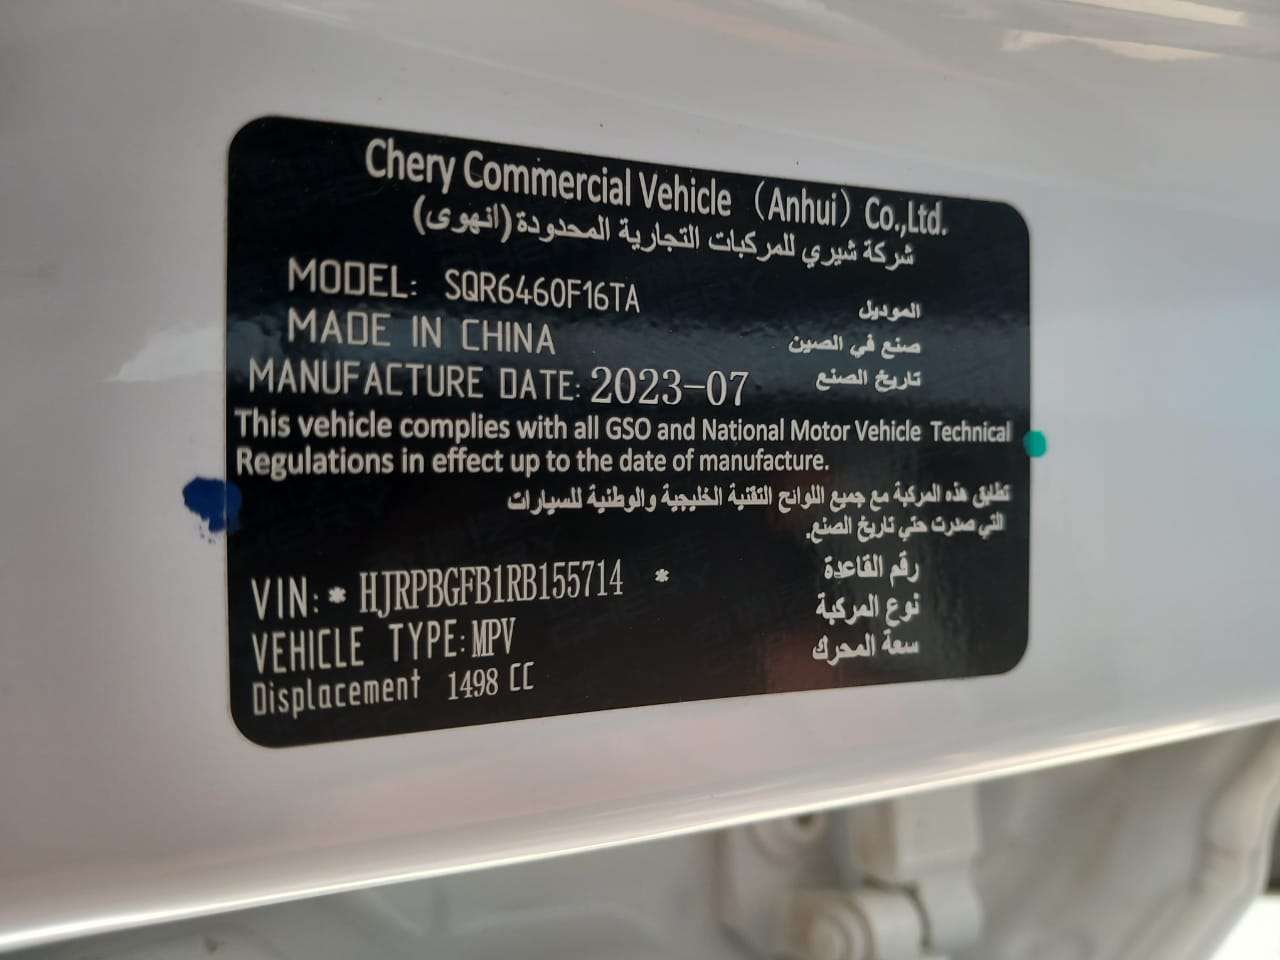 Chery Commercial Vehicle (Anhui) Co.,Ltd.
شركة شيري للمركبات التجارية المحدودة (انهوى)
MODEL: SQR6460F16TA الموديل
MADE IN CHINA صنع في الصين
MANUFACTURE DATE: 2023-07 تاريخ الصنع
This vehicle complies with all GSO and National Motor Vehicle Technical
Regulations in effect up to the date of manufacture.
تطابق هذه المركبة مع جميع اللوائح التقنية الخليجية والوطنية للسيارات
التي صدرت حتي تاريخ الصنع.
VIN: * HJRPBGFB1RB155714 * رقم القاعدة
VEHICLE TYPE: MPV نوع المركبة
Displacement 1498 CC سعة المحرك